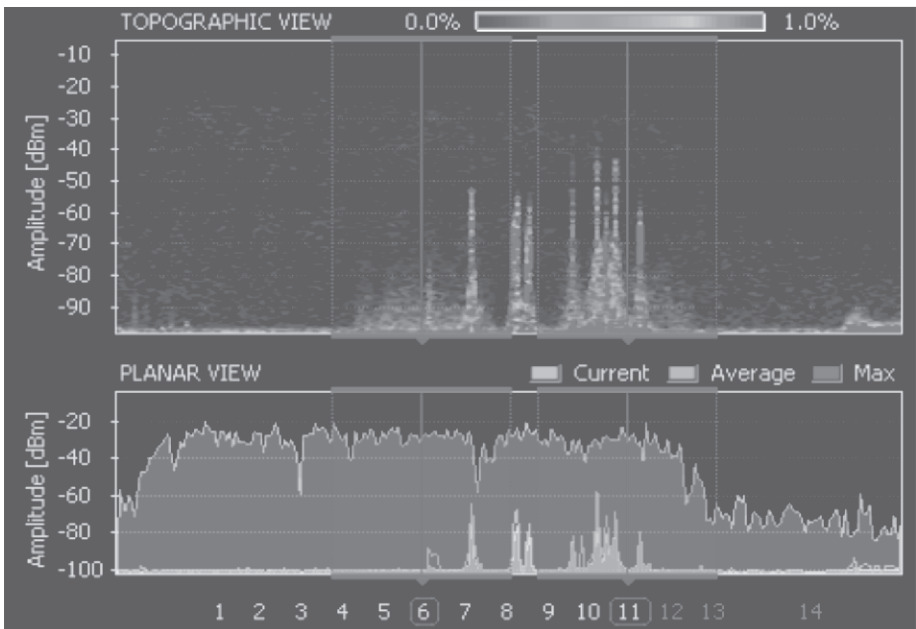 TOPOGRAPHIC VIEW 0.0% 1.0%
Amplitude [dBm]
-10
-20
-30
-40
-50
-60
-70
-80
-90
PLANAR VIEW Current Average Max
Amplitude [dBm]
-20
-40
-60
-80
-100
1 2 3 4 5 6 7 8 9 10 11 12 13 14